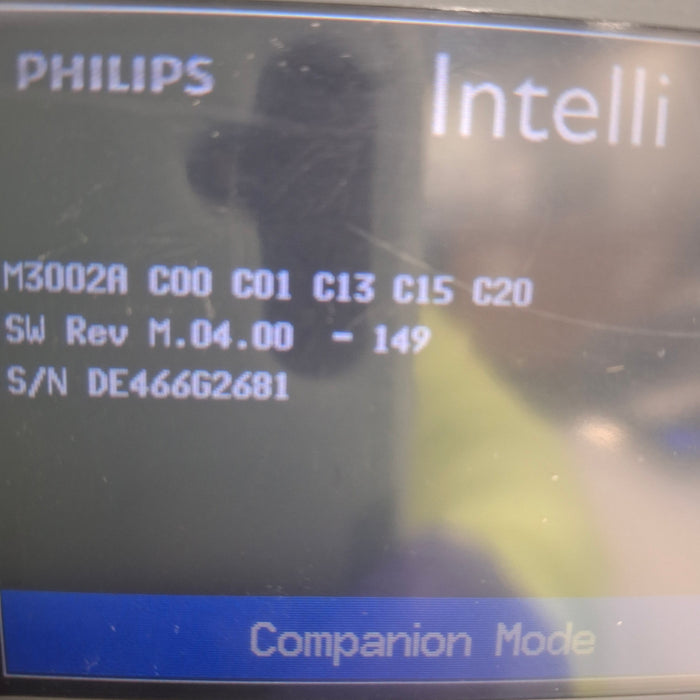 PHILIPS
Intelli
M3002A C00 C01 C13 C15 C20
SW Rev M.04.00 - 149
S/N DE466G2681
Companion Mode